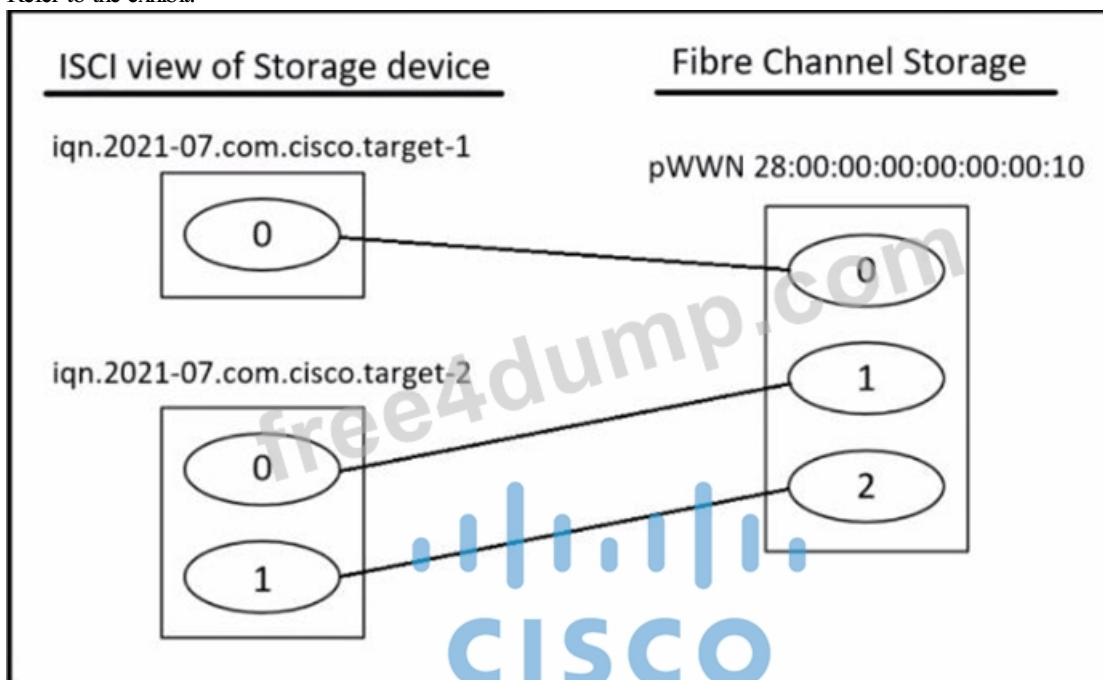 Refer to the exhibit.
ISCI view of Storage device
Fibre Channel Storage
iqn.2021-07.com.cisco.target-1
pWWN 28:00:00:00:00:00:00:10
0
0
1
2
iqn.2021-07.com.cisco.target-2
0
1
free4dump.com
CISCO